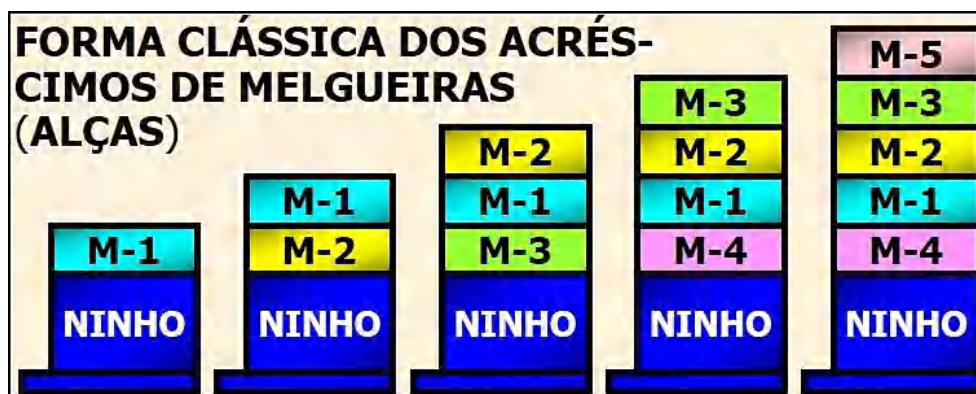 FORMA CLÁSSICA DOS ACRÉS-
CIMOS DE MELGUEIRAS
(ALÇAS)
M-1
NINHO
M-1
M-2
NINHO
M-2
M-1
M-3
NINHO
M-3
M-2
M-1
M-4
NINHO
M-5
M-3
M-2
M-1
M-4
NINHO